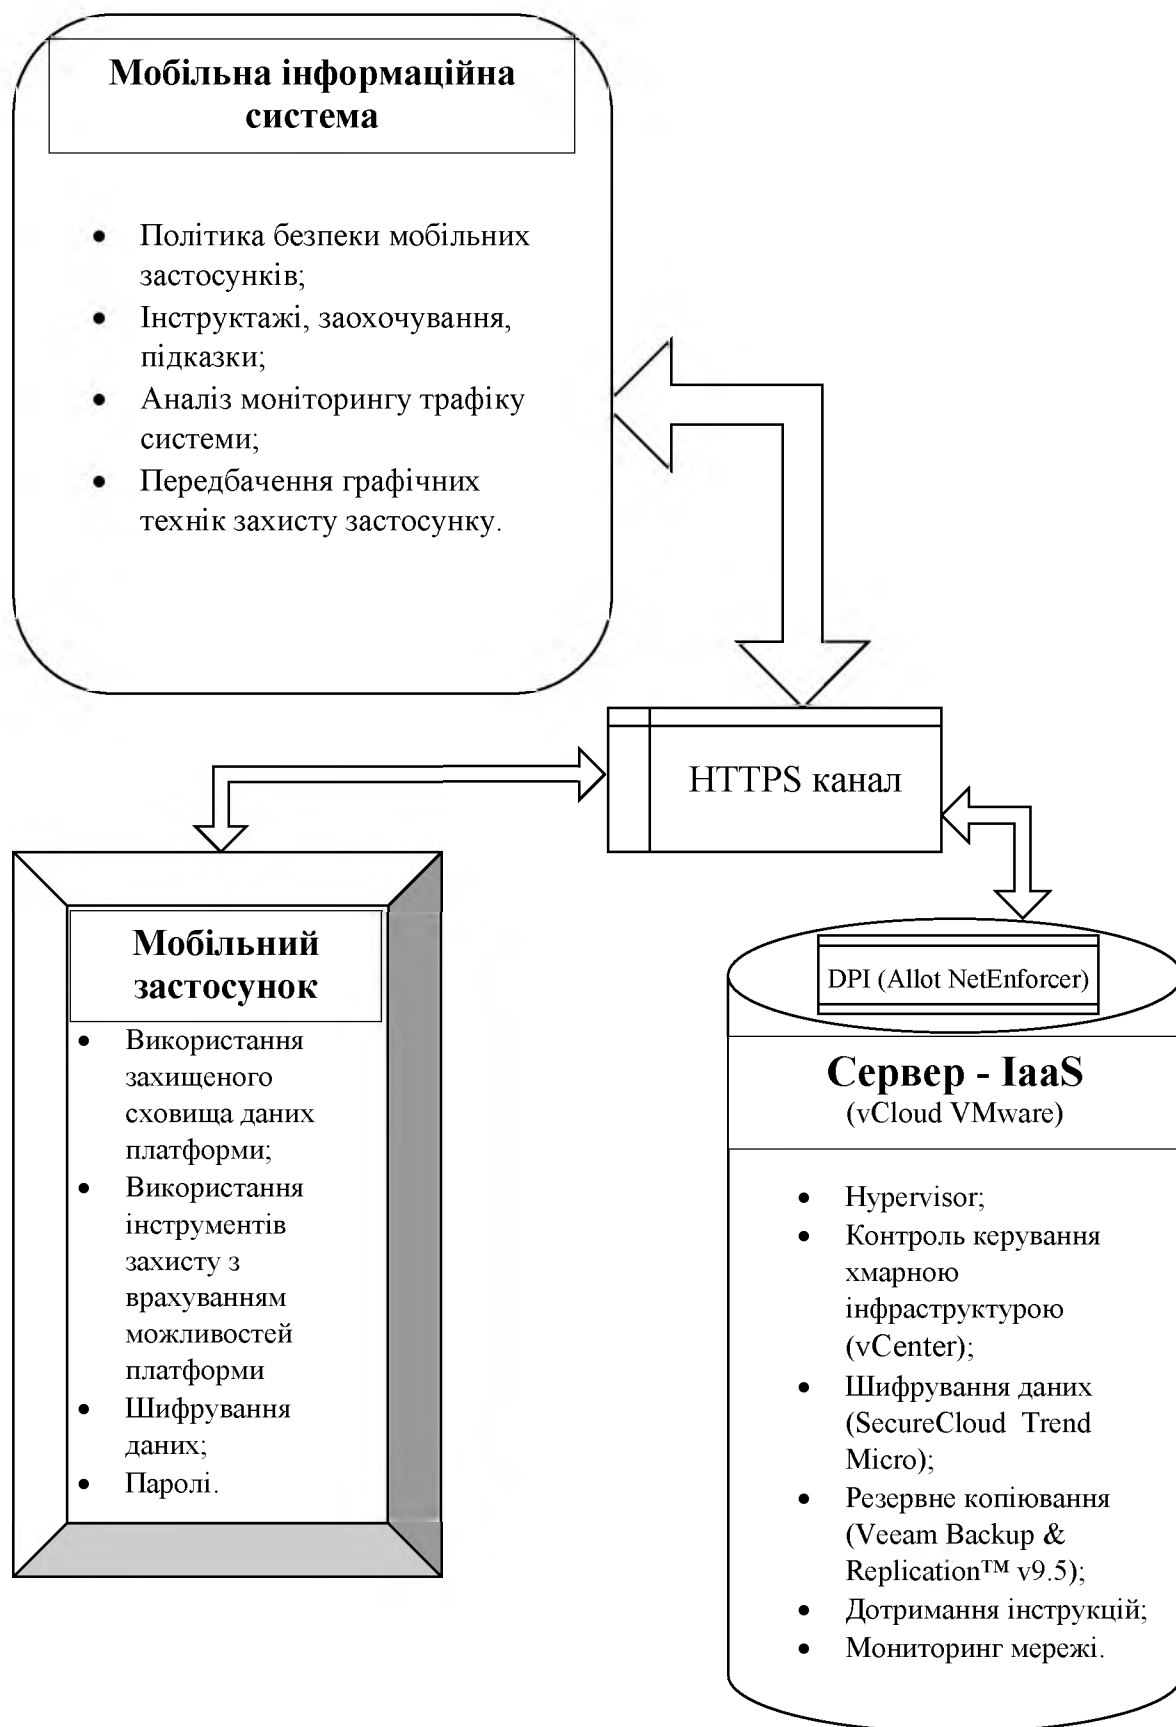 Мобільна інформаційна
система
• Політика безпеки мобільних
застосунків;
• Інструктажі, заохочування,
підказки;
• Аналіз моніторингу трафіку
системи;
• Передбачення графічних
технік захисту застосунку.
HTTPS канал
Мобільний
застосунок
• Використання
захищеного
сховища даних
платформи;
• Використання
інструментів
захисту з
врахуванням
можливостей
платформи
• Шифрування
даних;
• Паролі.
DPI (Allot NetEnforcer)
Сервер - IaaS
(vCloud VMware)
• Hypervisor;
• Контроль керування
хмарною
інфраструктурою
(vCenter);
• Шифрування даних
(SecureCloud Trend
Micro);
• Резервне копіювання
(Veeam Backup &
Replication™ v9.5);
• Дотримання інструкцій;
• Мониторинг мережі.